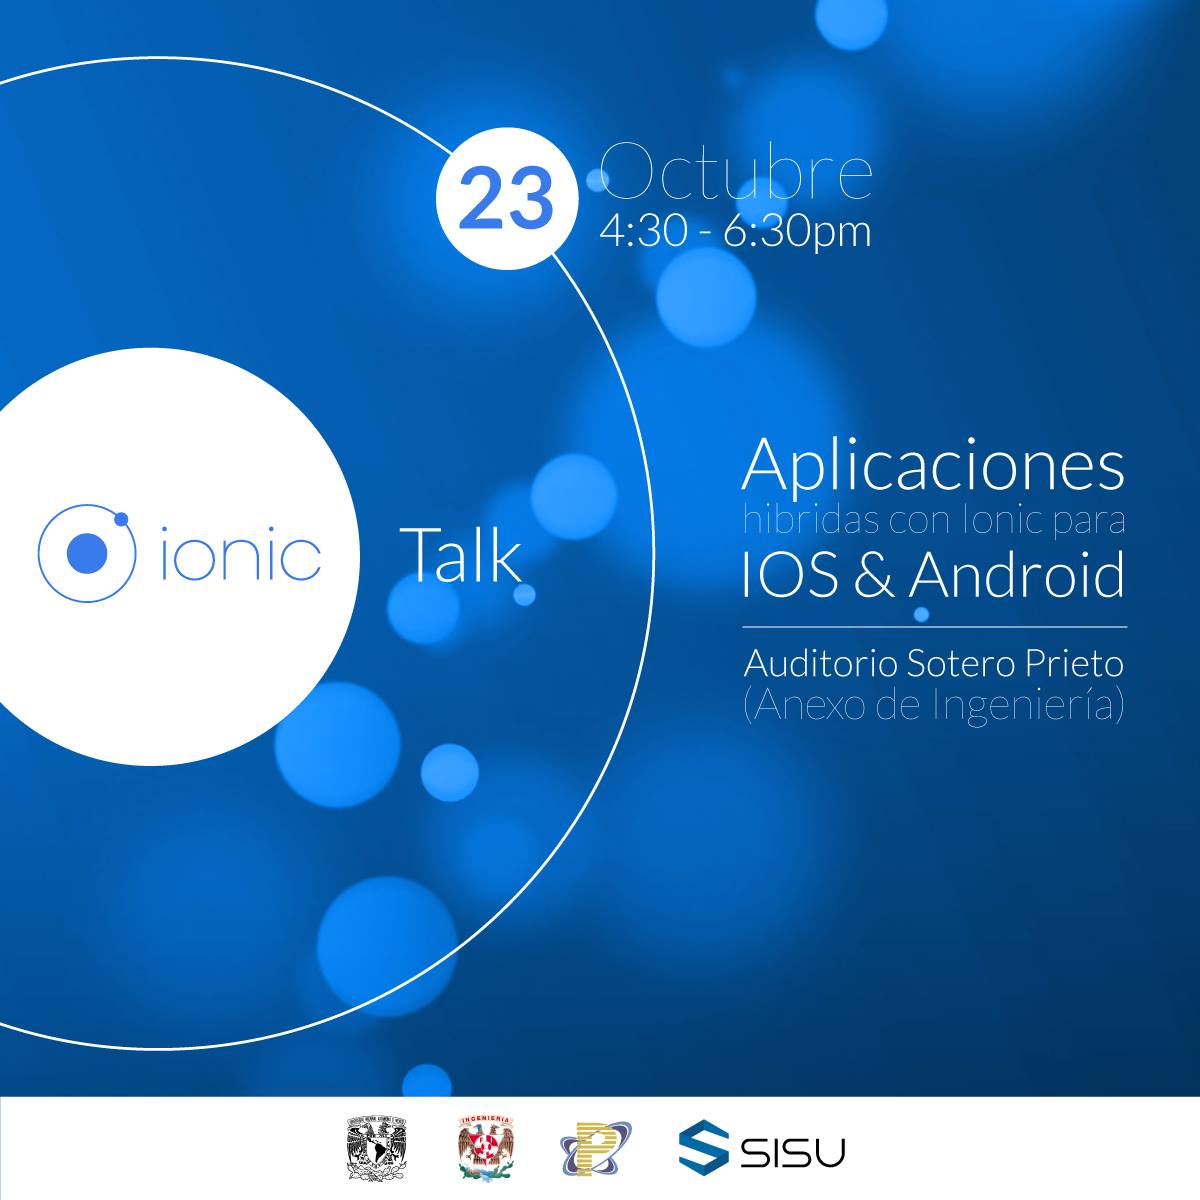 23
Octubre
4:30 - 6:30pm
ionic
Talk
Aplicaciones
hibridas con Ionic para
IOS & Android
Auditorio Sotero Prieto
(Anexo de Ingeniería)
INGENIERIA
P
SISU